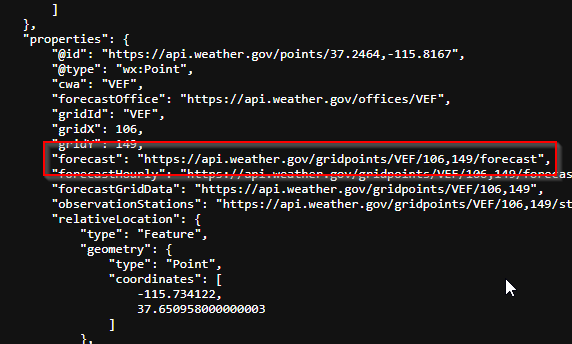 ]
},
"properties": {
"@id": "https://api.weather.gov/points/37.2464,-115.8167",
"@type": "wx:Point",
"cwa": "VEF",
"forecastOffice": "https://api.weather.gov/offices/VEF",
"gridId": "VEF",
"gridX": 106,
"gridY": 149,
"forecast": "https://api.weather.gov/gridpoints/VEF/106,149/forecast",
"forecastHourly": "https://api.weather.gov/gridpoints/VEF/106,149/forecas
"forecastGridData": "https://api.weather.gov/gridpoints/VEF/106,149",
"observationStations": "https://api.weather.gov/gridpoints/VEF/106,149/st
"relativeLocation": {
"type": "Feature",
"geometry": {
"type": "Point",
"coordinates": [
-115.734122,
37.650958000000003
]
},